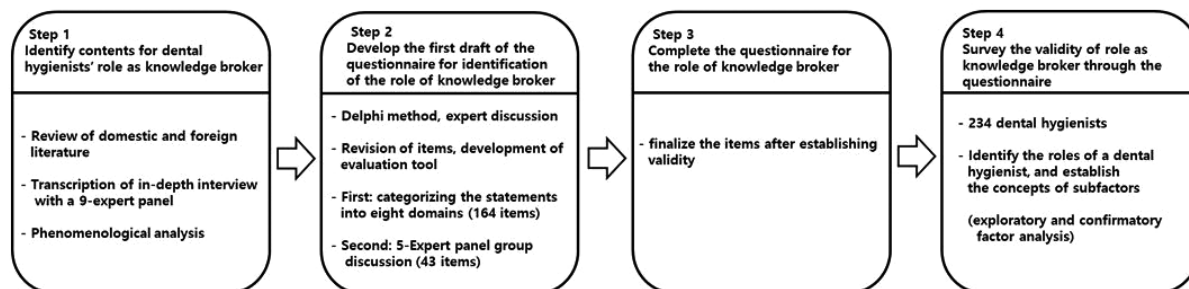 Step 1
Identify contents for dental
hygienists' role as knowledge broker
- Review of domestic and foreign
literature
- Transcription of in-depth interview
with a 9-expert panel
- Phenomenological analysis
Step 2
Develop the first draft of the
questionnaire for identification
of the role of knowledge broker
- Delphi method, expert discussion
- Revision of items, development of
evaluation tool
- First: categorizing the statements
into eight domains (164 items)
- Second: 5-Expert panel group
discussion (43 items)
Step 3
Complete the questionnaire for
the role of knowledge broker
- finalize the items after establishing
validity
Step 4
Survey the validity of role as
knowledge broker through the
questionnaire
- 234 dental hygienists
- Identify the roles of a dental
hygienist, and establish
the concepts of subfactors
(exploratory and confirmatory
factor analysis)